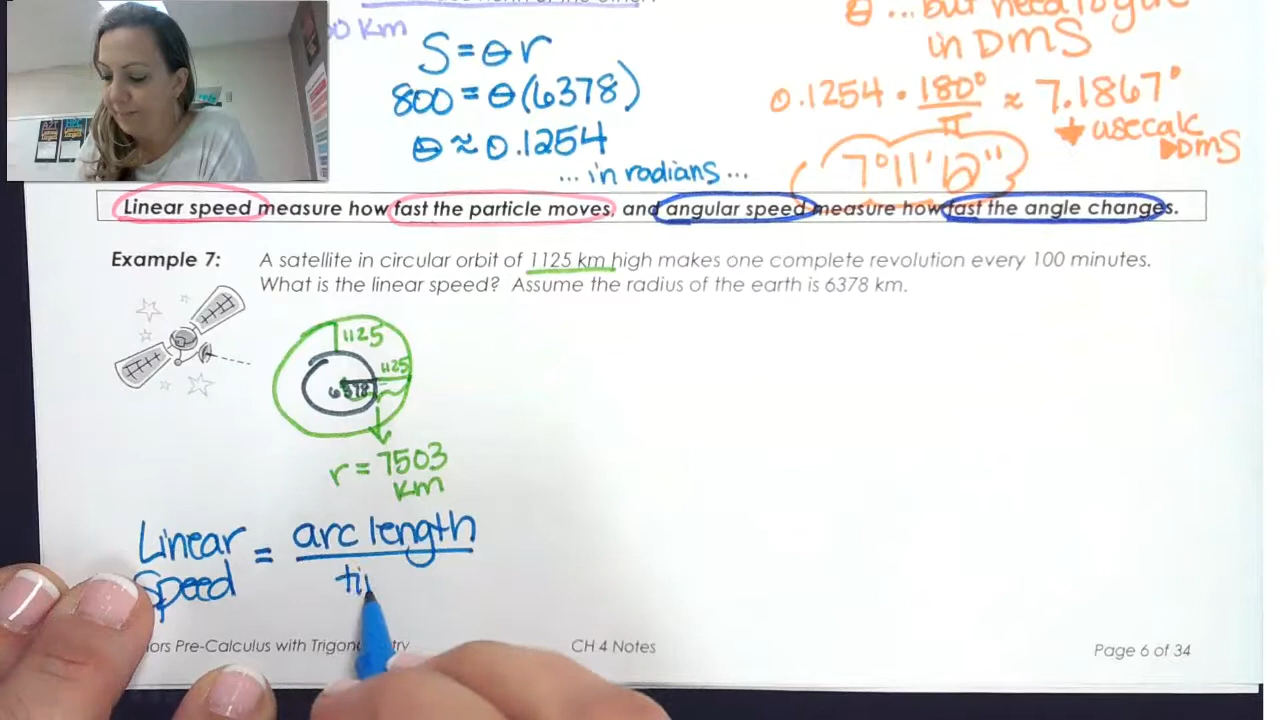 00 Km
S = θ r
800 = θ (6378)
θ ≈ 0.1254
... in radians ...
θ ... but need to give
in DMS
0.1254 • 180° / π ≈ 7.1867°
use calc
▶DMS
7° 11' 12"
Linear speed measure how fast the particle moves, and angular speed measure how fast the angle changes.
Example 7: A satellite in circular orbit of 1125 km high makes one complete revolution every 100 minutes.
What is the linear speed? Assume the radius of the earth is 6378 km.
1125
1125
6378
r = 7503
km
Linear Speed = arc length
ti
ors Pre-Calculus with Trigono etry CH 4 Notes Page 6 of 34